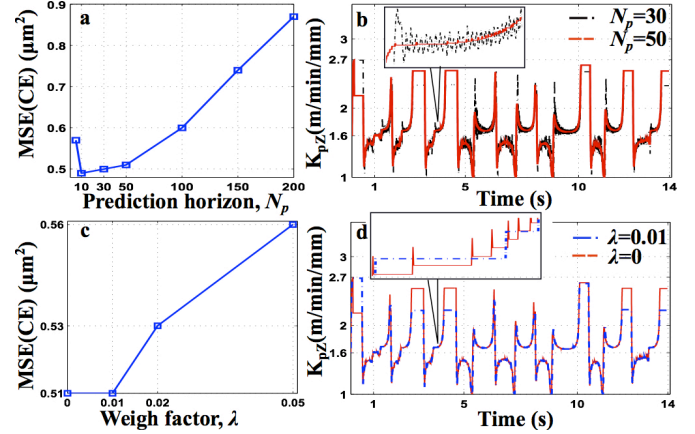 a
MSE(CE) (μm²)
0.9
0.8
0.7
0.6
0.5
10 30 50 100 150 200
Prediction horizon, Np
b
Np=30
Np=50
KpZ(m/min/mm)
3
2.7
2
1.6
1
1 5 10 14
Time (s)
c
MSE(CE) (μm²)
0.56
0.53
0.51
0 0.01 0.02 0.05
Weigh factor, λ
d
λ=0.01
λ=0
KpZ(m/min/mm)
3
2.7
2
1.6
1
1 5 10 14
Time (s)